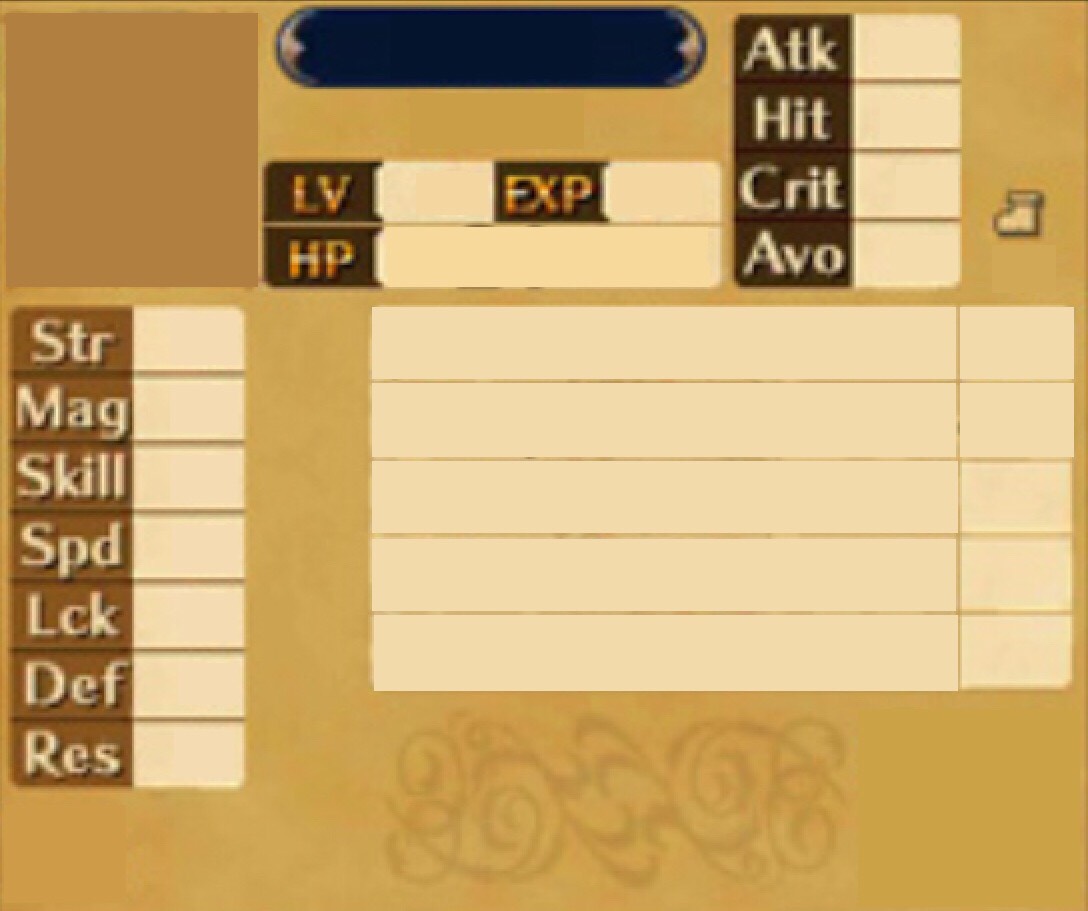 Atk
Hit
LV EXP Crit
HP Avo
Str
Mag
Skill
Spd
Lck
Def
Res